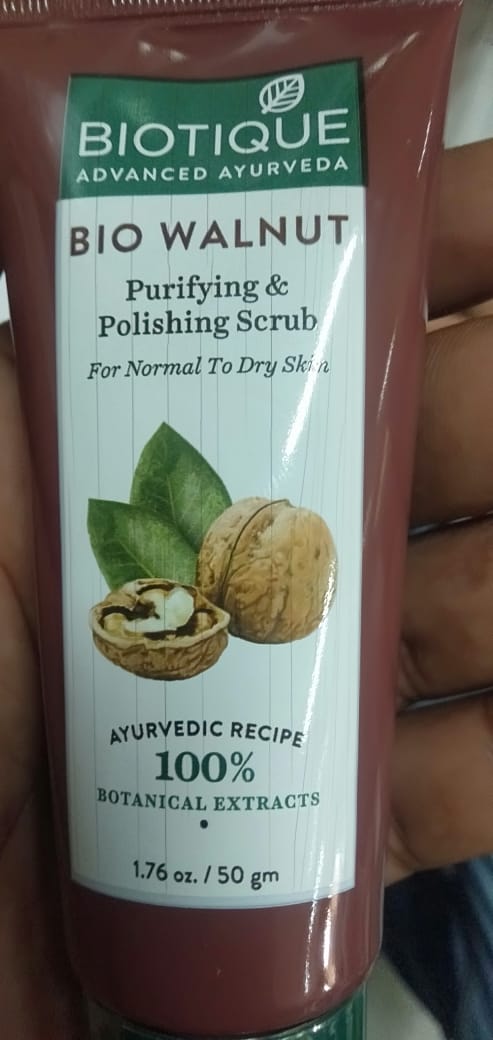 BIOTIQUE
ADVANCED AYURVEDA
BIO WALNUT
Purifying &
Polishing Scrub
For Normal To Dry Skin
AYURVEDIC RECIPE
100%
BOTANICAL EXTRACTS
1.76 oz. / 50 gm